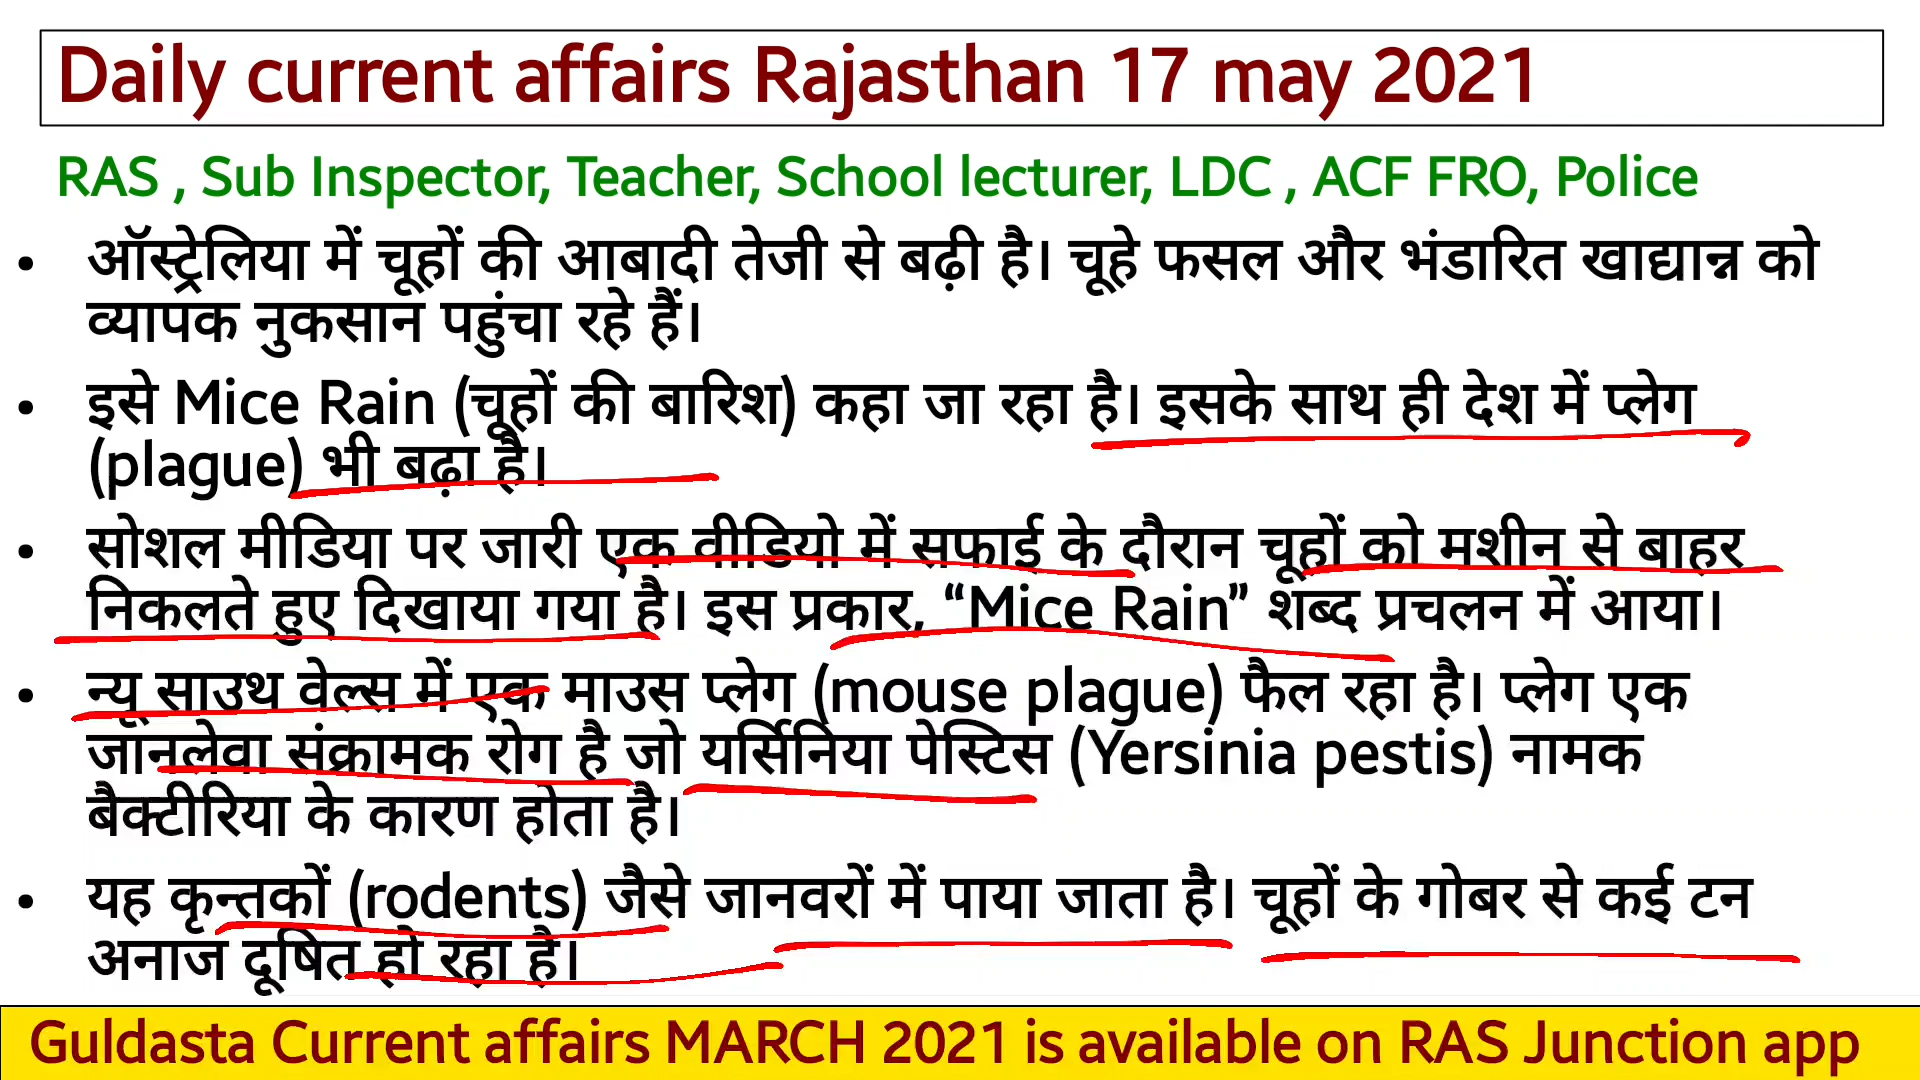 Daily current affairs Rajasthan 17 may 2021
RAS , Sub Inspector, Teacher, School lecturer, LDC , ACF FRO, Police
• ऑस्ट्रेलिया में चूहों की आबादी तेजी से बढ़ी है। चूहे फसल और भंडारित खाद्यान्न को
व्यापक नुकसान पहुंचा रहे हैं।
• इसे Mice Rain (चूहों की बारिश) कहा जा रहा है। इसके साथ ही देश में प्लेग
(plague) भी बढ़ा है।
• सोशल मीडिया पर जारी एक वीडियो में सफाई के दौरान चूहों को मशीन से बाहर
निकलते हुए दिखाया गया है। इस प्रकार, “Mice Rain” शब्द प्रचलन में आया।
• न्यू साउथ वेल्स में एक माउस प्लेग (mouse plague) फैल रहा है। प्लेग एक
जानलेवा संक्रामक रोग है जो यर्सिनिया पेस्टिस (Yersinia pestis) नामक
बैक्टीरिया के कारण होता है।
• यह कृन्तकों (rodents) जैसे जानवरों में पाया जाता है। चूहों के गोबर से कई टन
अनाज दूषित हो रहा है।
Guldasta Current affairs MARCH 2021 is available on RAS Junction app